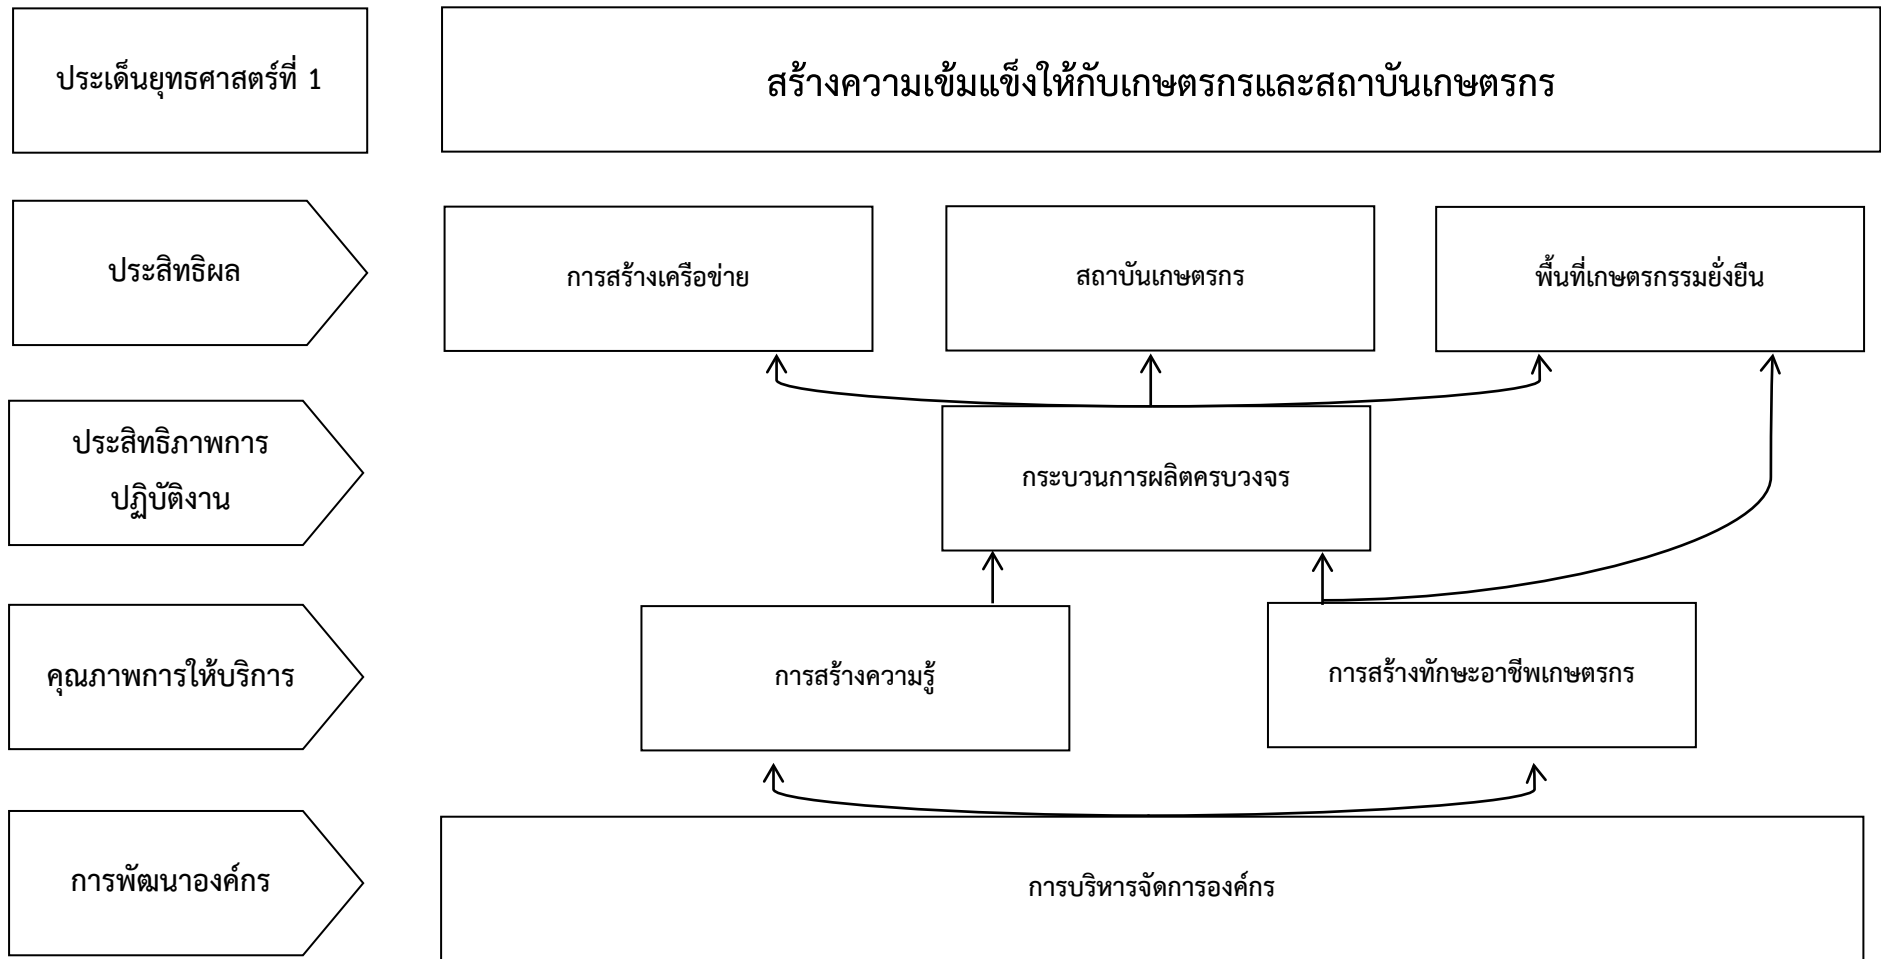 ประเด็นยุทธศาสตร์ที่ 1
สร้างความเข้มแข็งให้กับเกษตรกรและสถาบันเกษตรกร
ประสิทธิผล
การสร้างเครือข่าย
สถาบันเกษตรกร
พื้นที่เกษตรกรรมยั่งยืน
ประสิทธิภาพการ
ปฏิบัติงาน
กระบวนการผลิตครบวงจร
คุณภาพการให้บริการ
การสร้างความรู้
การสร้างทักษะอาชีพเกษตรกร
การพัฒนาองค์กร
การบริหารจัดการองค์กร